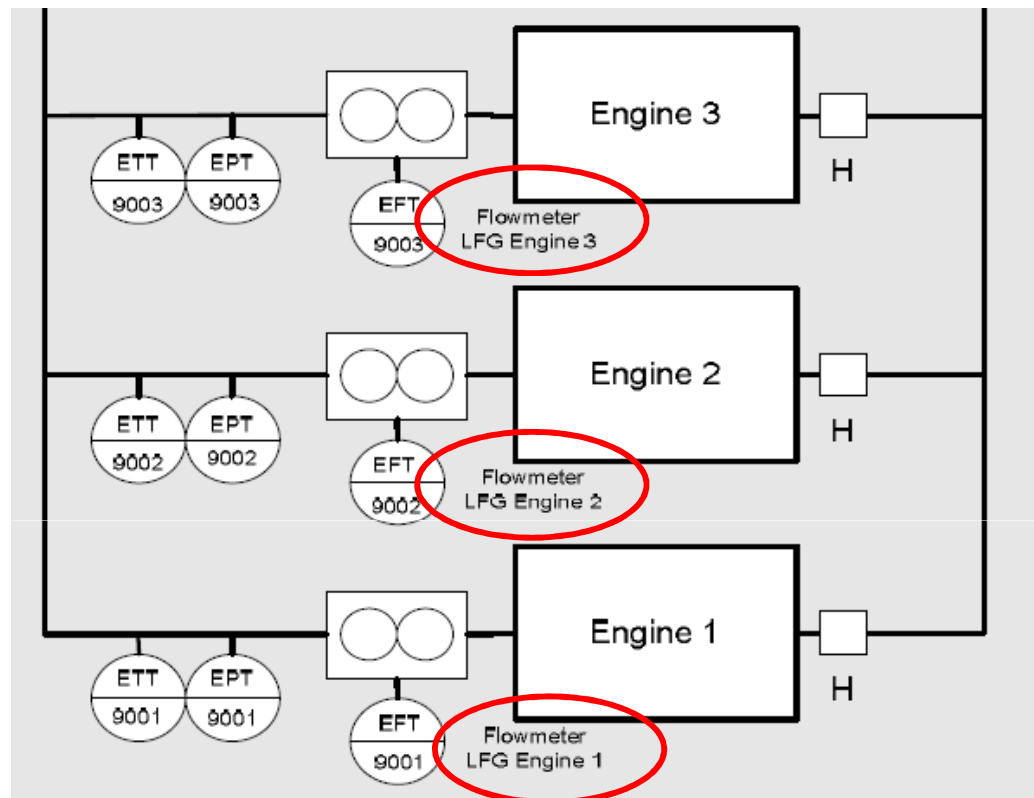 Engine 3
H
ETT
9003
EPT
9003
EFT
9003
Flowmeter
LFG Engine 3
Engine 2
H
ETT
9002
EPT
9002
EFT
9002
Flowmeter
LFG Engine 2
Engine 1
H
ETT
9001
EPT
9001
EFT
9001
Flowmeter
LFG Engine 1